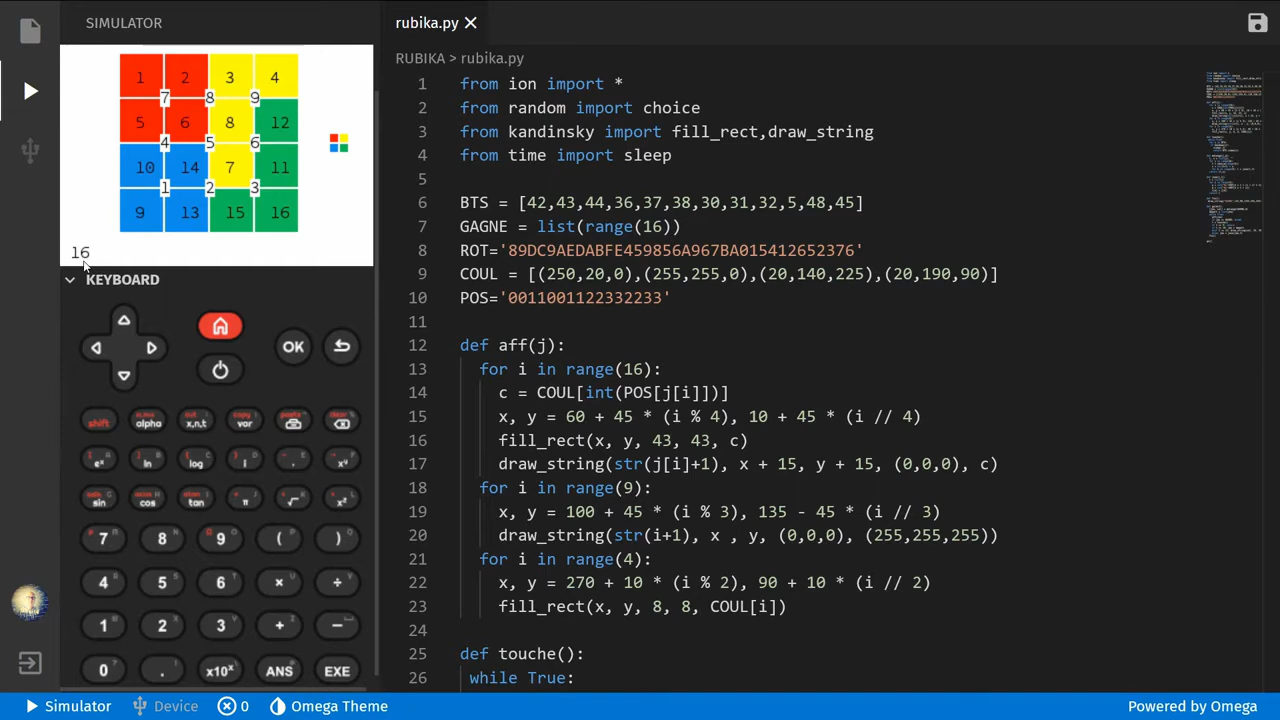 SIMULATOR
rubika.py
RUBIKA > rubika.py
1 2 3 4
7 8 9
5 6 8 12
4 5 6
10 14 7 11
1 2 3
9 13 15 16
16
KEYBOARD
OK
shift alpha x,n,t var
e^x ln log i , x^y
sin cos tan π √ x²
7 8 9 ( )
4 5 6 × ÷
1 2 3 + −
0 . x10^x ANS EXE
1 from ion import *
2 from random import choice
3 from kandinsky import fill_rect,draw_string
4 from time import sleep
5
6 BTS = [42,43,44,36,37,38,30,31,32,5,48,45]
7 GAGNE = list(range(16))
8 ROT='89DC9AEDABFE459856A967BA015412652376'
9 COUL = [(250,20,0),(255,255,0),(20,140,225),(20,190,90)]
10 POS='0011001122332233'
11
12 def aff(j):
13 for i in range(16):
14 c = COUL[int(POS[j[i]])]
15 x, y = 60 + 45 * (i % 4), 10 + 45 * (i // 4)
16 fill_rect(x, y, 43, 43, c)
17 draw_string(str(j[i]+1), x + 15, y + 15, (0,0,0), c)
18 for i in range(9):
19 x, y = 100 + 45 * (i % 3), 135 - 45 * (i // 3)
20 draw_string(str(i+1), x , y, (0,0,0), (255,255,255))
21 for i in range(4):
22 x, y = 270 + 10 * (i % 2), 90 + 10 * (i // 2)
23 fill_rect(x, y, 8, 8, COUL[i])
24
25 def touche():
26 while True:
Simulator Device 0 Omega Theme Powered by Omega